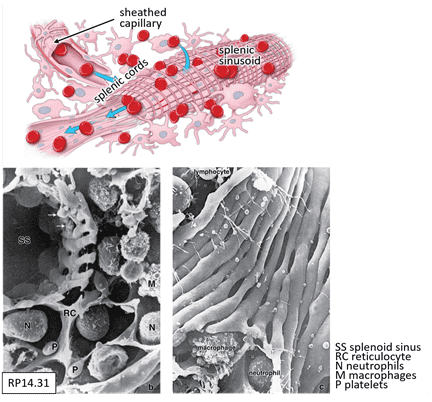 sheathed
capillary
splenic cords
splenic
sinusoid
SS
M
RC
N
N
P
P
b
lymphocyte
macrophage
neutrophil
c
SS splenoid sinus
RC reticulocyte
N neutrophils
M macrophages
P platelets
RP14.31